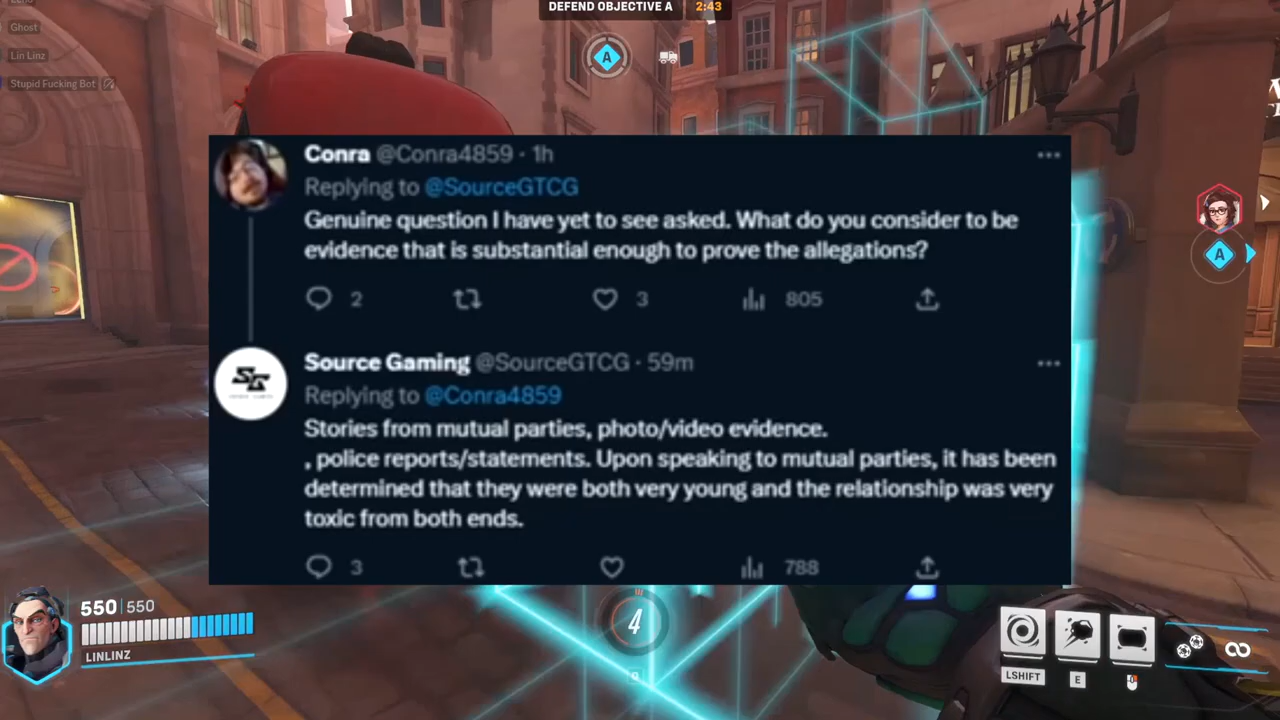 DEFEND OBJECTIVE A 2:43
Ghost
Lin Linz
Stupid Fucking Bot
A
Conra @Conra4859 · 1h
Replying to @SourceGTCG
Genuine question I have yet to see asked. What do you consider to be
evidence that is substantial enough to prove the allegations?
2 3 805
A
Source Gaming @SourceGTCG · 59m
Replying to @Conra4859
Stories from mutual parties, photo/video evidence.
, police reports/statements. Upon speaking to mutual parties, it has been
determined that they were both very young and the relationship was very
toxic from both ends.
3 788
550 | 550
LINLINZ
4
LSHIFT
E